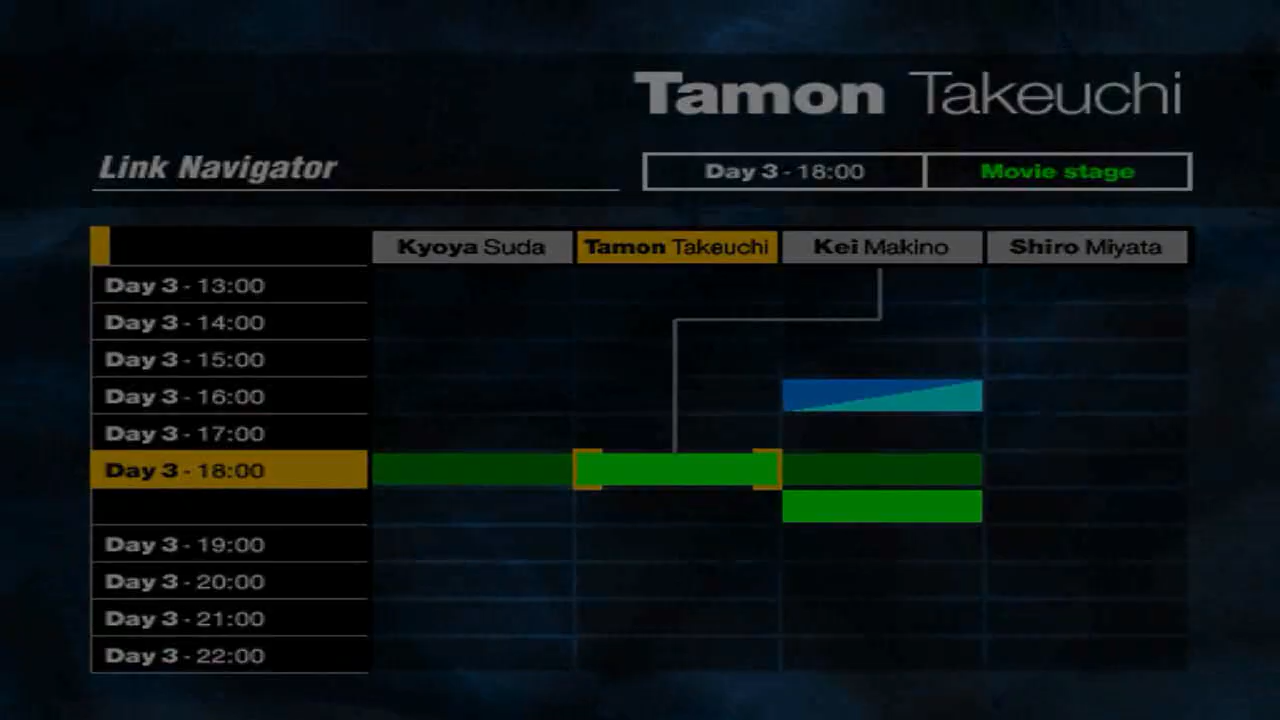 Tamon Takeuchi
Link Navigator
Day 3 - 18:00 Movie stage
Kyoya Suda Tamon Takeuchi Kei Makino Shiro Miyata
Day 3 - 13:00
Day 3 - 14:00
Day 3 - 15:00
Day 3 - 16:00
Day 3 - 17:00
Day 3 - 18:00
Day 3 - 19:00
Day 3 - 20:00
Day 3 - 21:00
Day 3 - 22:00